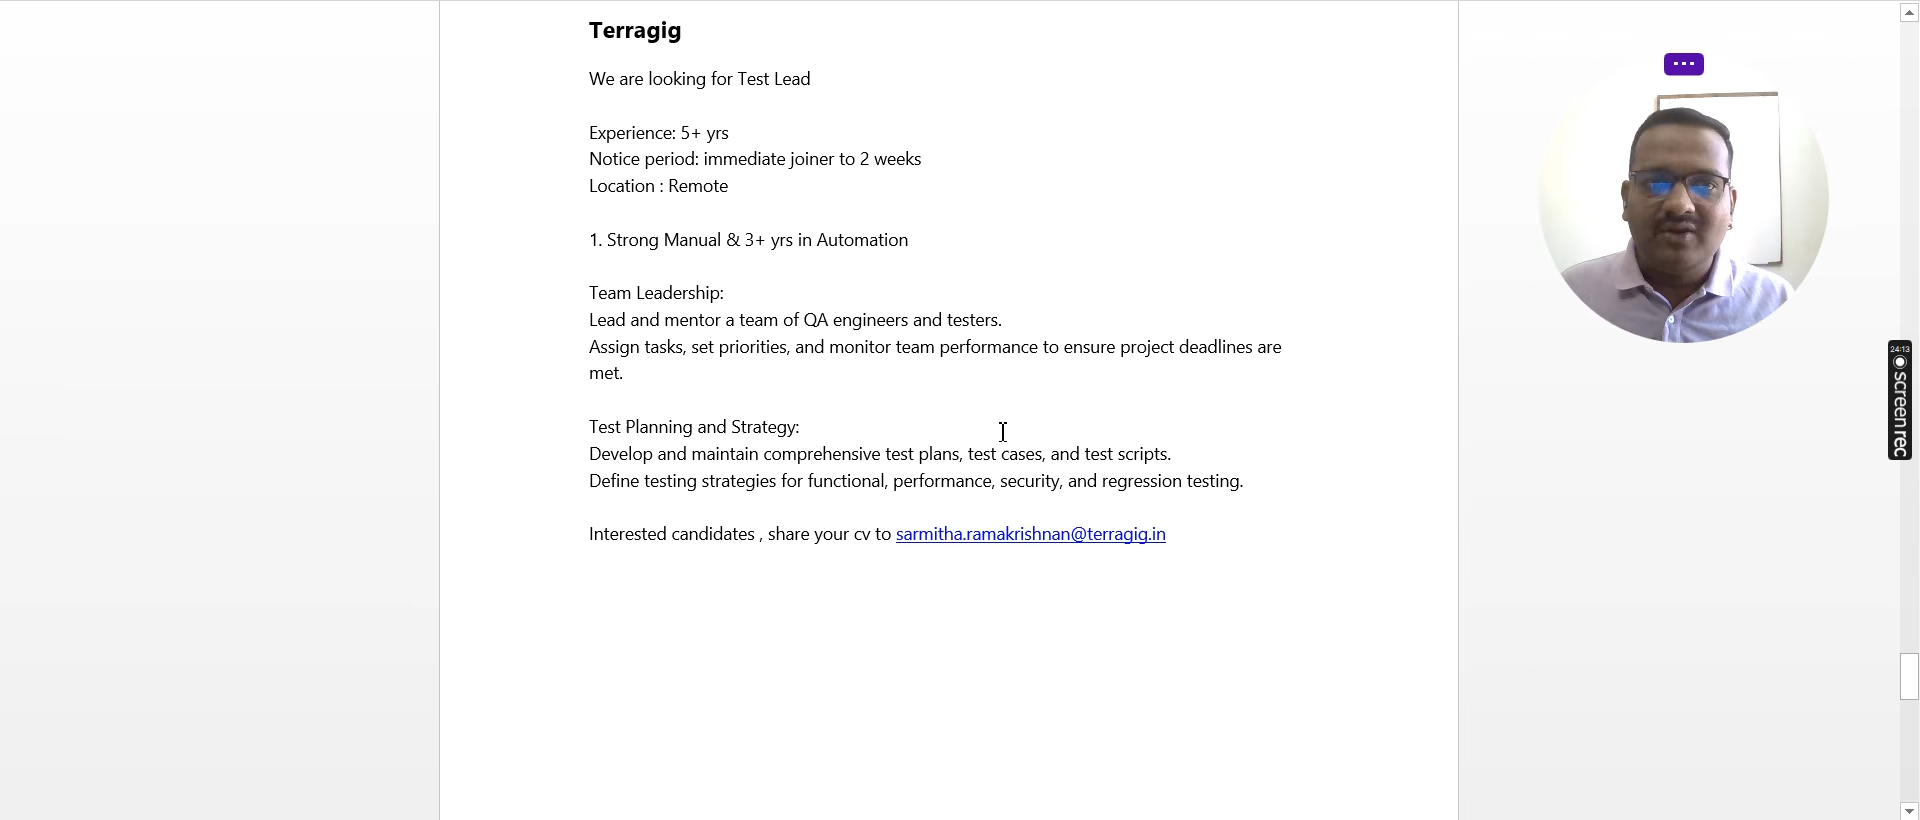 Terragig
We are looking for Test Lead
Experience: 5+ yrs
Notice period: immediate joiner to 2 weeks
Location : Remote
1. Strong Manual & 3+ yrs in Automation
Team Leadership:
Lead and mentor a team of QA engineers and testers.
Assign tasks, set priorities, and monitor team performance to ensure project deadlines are
met.
Test Planning and Strategy:
Develop and maintain comprehensive test plans, test cases, and test scripts.
Define testing strategies for functional, performance, security, and regression testing.
Interested candidates , share your cv to sarmitha.ramakrishnan@terragig.in
24:13
screenrec